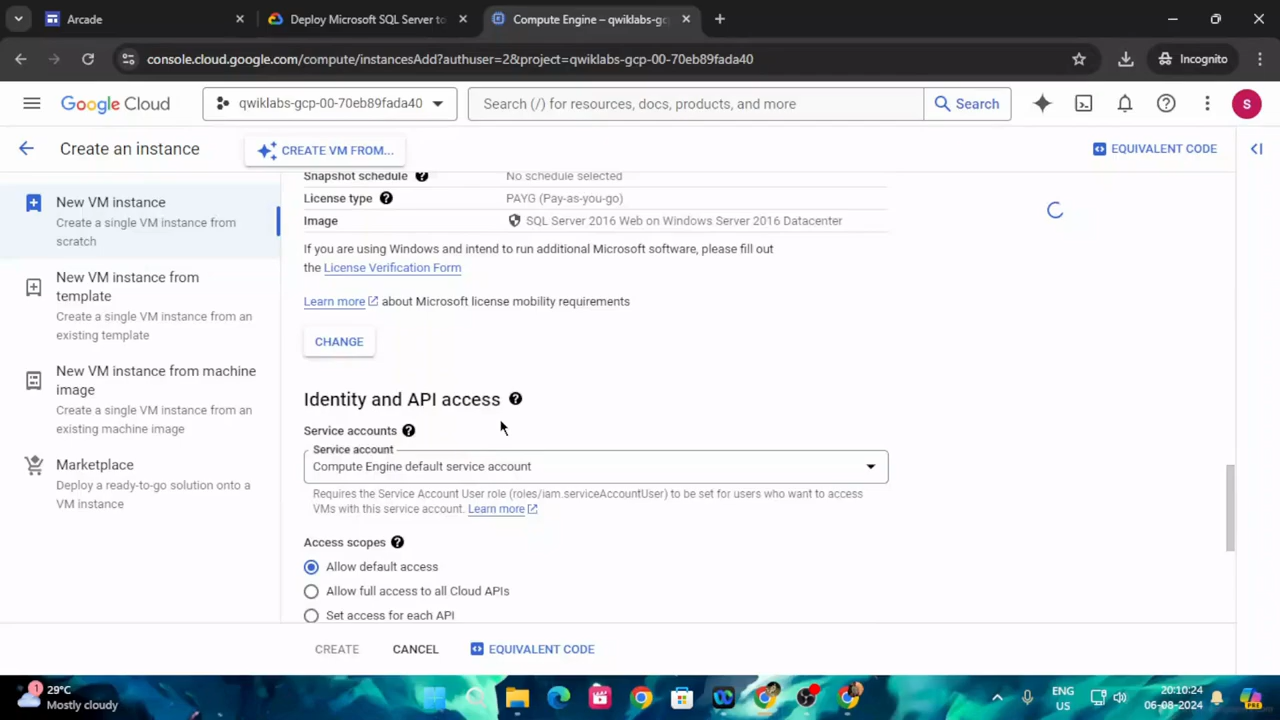 Arcade
Deploy Microsoft SQL Server to
Compute Engine – qwiklabs-gc
console.cloud.google.com/compute/instancesAdd?authuser=2&project=qwiklabs-gcp-00-70eb89fada40
Incognito
Google Cloud
qwiklabs-gcp-00-70eb89fada40
Search (/) for resources, docs, products, and more
Search
S
Create an instance
CREATE VM FROM...
EQUIVALENT CODE
New VM instance
Create a single VM instance from
scratch
New VM instance from
template
Create a single VM instance from an
existing template
New VM instance from machine
image
Create a single VM instance from an
existing machine image
Marketplace
Deploy a ready-to-go solution onto a
VM instance
Snapshot schedule
No schedule selected
License type
PAYG (Pay-as-you-go)
Image
SQL Server 2016 Web on Windows Server 2016 Datacenter
If you are using Windows and intend to run additional Microsoft software, please fill out
the License Verification Form
Learn more about Microsoft license mobility requirements
CHANGE
Identity and API access
Service accounts
Service account
Compute Engine default service account
Requires the Service Account User role (roles/iam.serviceAccountUser) to be set for users who want to access
VMs with this service account. Learn more
Access scopes
Allow default access
Allow full access to all Cloud APIs
Set access for each API
CREATE
CANCEL
EQUIVALENT CODE
1
29°C
Mostly cloudy
ENG
US
20:10:24
06-08-2024
PRE